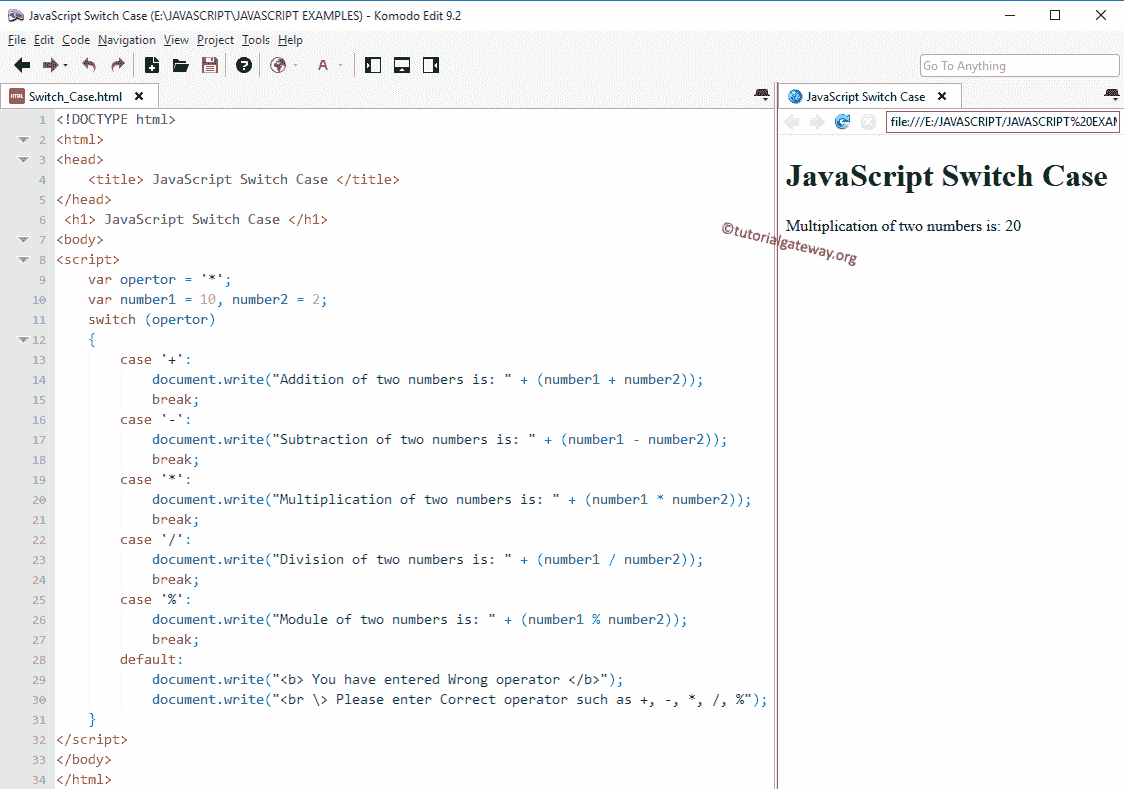 JavaScript Switch Case (E:\JAVASCRIPT\JAVASCRIPT EXAMPLES) - Komodo Edit 9.2
File Edit Code Navigation View Project Tools Help
A
Go To Anything
HTML Switch_Case.html
1 <!DOCTYPE html>
2 <html>
3 <head>
4     <title> JavaScript Switch Case </title>
5 </head>
6  <h1> JavaScript Switch Case </h1>
7 <body>
8 <script>
9     var opertor = '*';
10     var number1 = 10, number2 = 2;
11     switch (opertor)
12     {
13         case '+':
14             document.write("Addition of two numbers is: " + (number1 + number2));
15             break;
16         case '-':
17             document.write("Subtraction of two numbers is: " + (number1 - number2));
18             break;
19         case '*':
20             document.write("Multiplication of two numbers is: " + (number1 * number2));
21             break;
22         case '/':
23             document.write("Division of two numbers is: " + (number1 / number2));
24             break;
25         case '%':
26             document.write("Module of two numbers is: " + (number1 % number2));
27             break;
28         default:
29             document.write("<b> You have entered Wrong operator </b>");
30             document.write("<br \> Please enter Correct operator such as +, -, *, /, %");
31     }
32 </script>
33 </body>
34 </html>
JavaScript Switch Case
file:///E:/JAVASCRIPT/JAVASCRIPT%20EXAM
JavaScript Switch Case
Multiplication of two numbers is: 20
©tutorialgateway.org